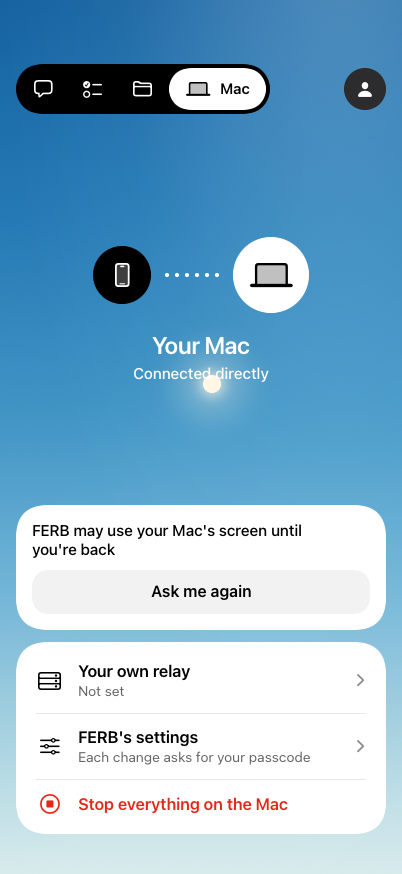 Mac
Your Mac
Connected directly
FERB may use your Mac's screen until
you're back
Ask me again
Your own relay
Not set
FERB's settings
Each change asks for your passcode
Stop everything on the Mac